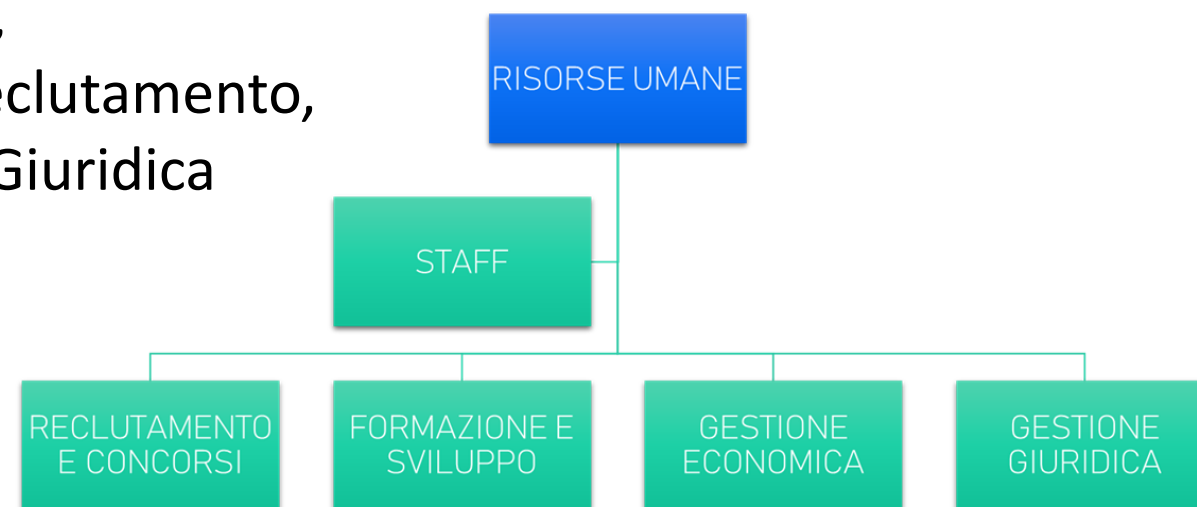 ,
eclutamento,
Giuridica
RISORSE UMANE
STAFF
RECLUTAMENTO
E CONCORSI
FORMAZIONE E
SVILUPPO
GESTIONE
ECONOMICA
GESTIONE
GIURIDICA